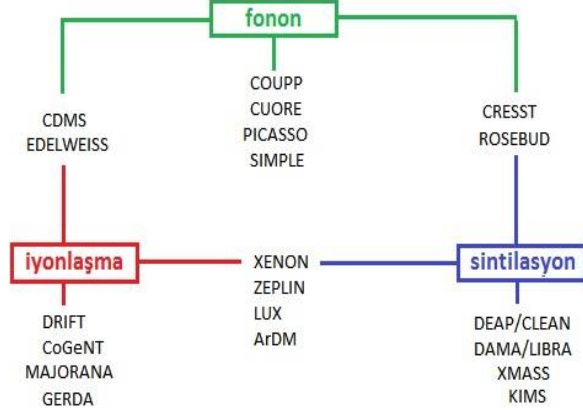 fonon
COUPP
CUORE
PICASSO
SIMPLE
CDMS
EDELWEISS
CRESST
ROSEBUD
iyonlaşma
XENON
ZEPLIN
LUX
ArDM
sintilasyon
DRIFT
CoGeNT
MAJORANA
GERDA
DEAP/CLEAN
DAMA/LIBRA
XMASS
KIMS